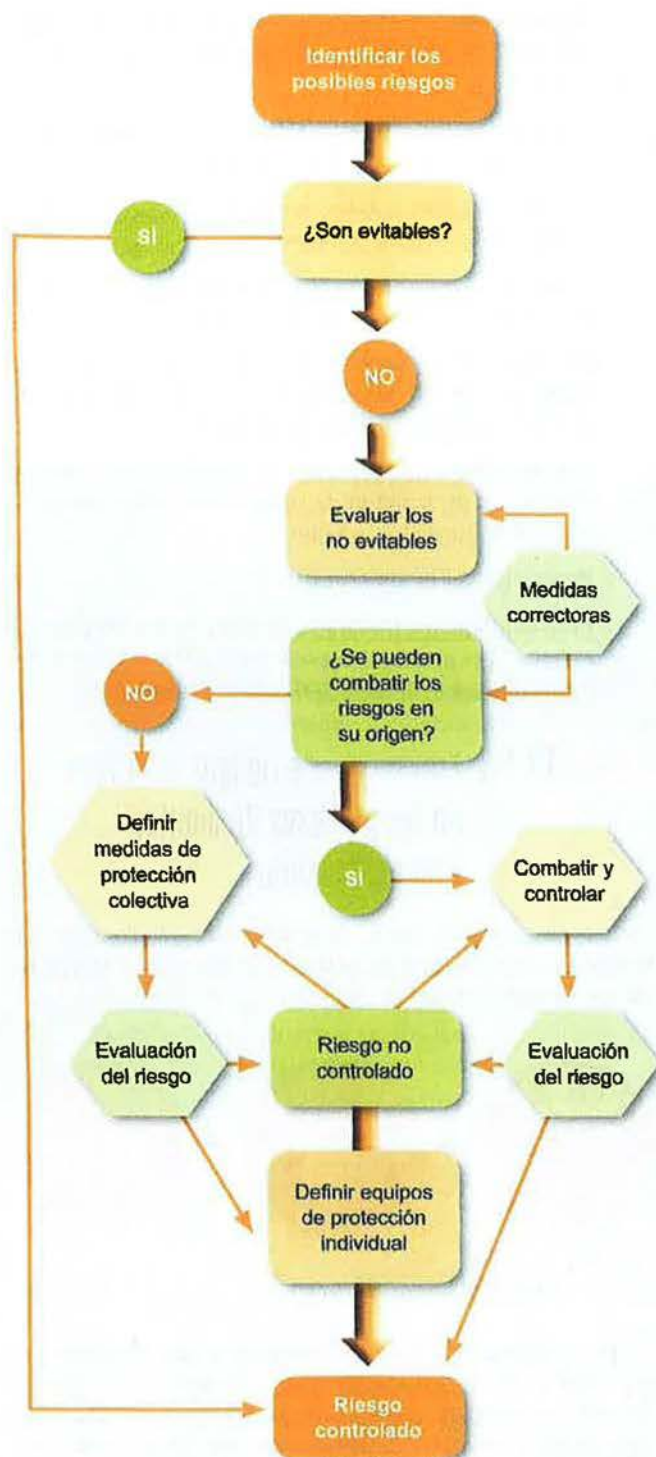 Identificar los
posibles riesgos
SÍ
¿Son evitables?
NO
Evaluar los
no evitables
Medidas
correctoras
¿Se pueden
combatir los
riesgos en
su origen?
NO
Definir
medidas de
protección
colectiva
SÍ
Combatir y
controlar
Evaluación
del riesgo
Riesgo no
controlado
Evaluación
del riesgo
Definir equipos
de protección
individual
Riesgo
controlado